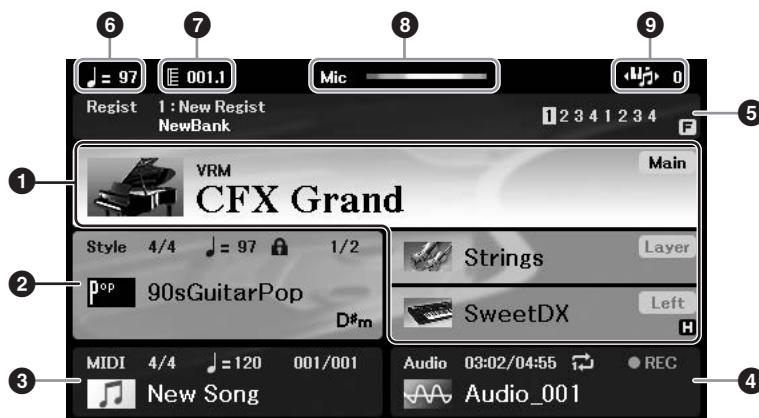 6 7 8 9
♩= 97 001.1 Mic 0
Regist 1 : New Regist
NewBank
1 2 3 4 1 2 3 4
F
5
1
VRM
CFX Grand
Main
Style 4/4 ♩= 97 1/2
2
Pop
90sGuitarPop
D#m
Strings
Layer
SweetDX
Left
H
3
MIDI 4/4 ♩=120 001/001
New Song
Audio 03:02/04:55 ●REC
Audio_001
4